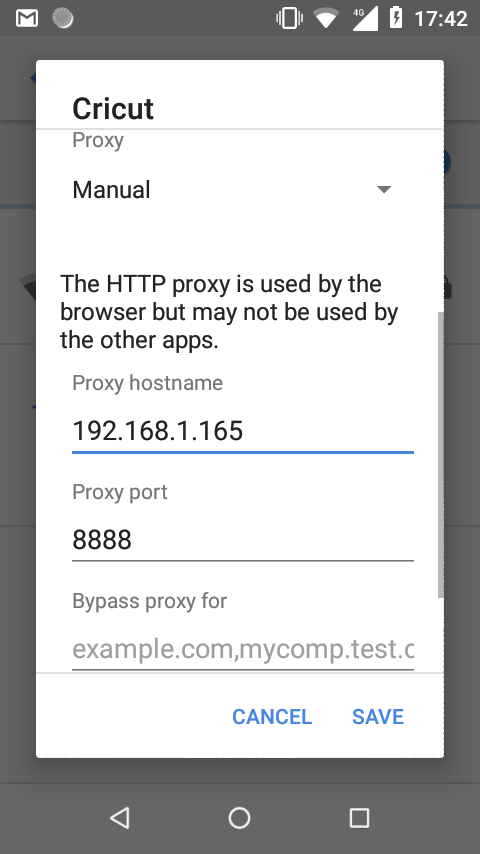 4G 17:42
Cricut
Proxy
Manual
The HTTP proxy is used by the
browser but may not be used by
the other apps.
Proxy hostname
192.168.1.165
Proxy port
8888
Bypass proxy for
example.com,mycomp.test.c
CANCEL SAVE